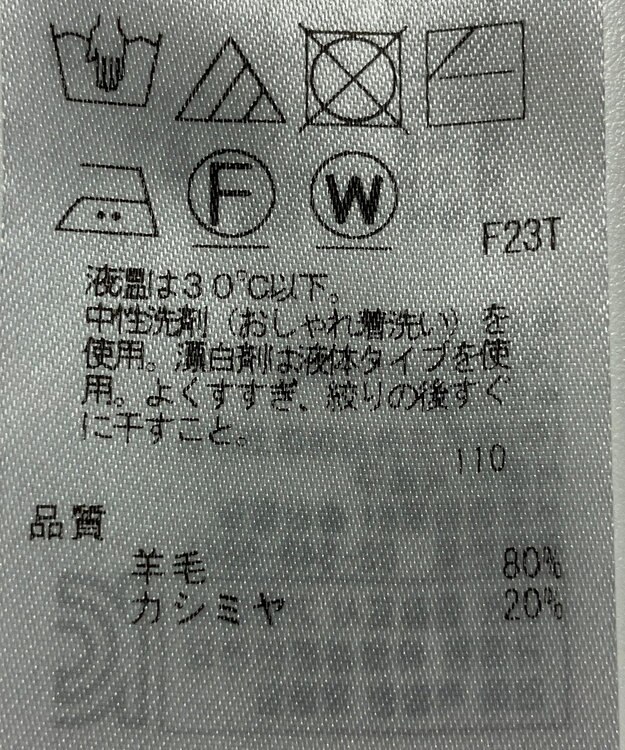 F W
F23T
液温は30℃以下。
中性洗剤（おしゃれ着洗い）を
使用。漂白剤は液体タイプを使
用。よくすすぎ、絞りの後すぐ
に干すこと。
110
品質
羊毛 80%
カシミヤ 20%